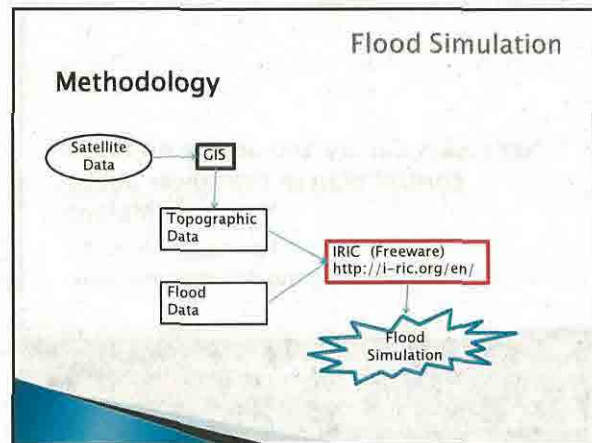 Flood Simulation
Methodology
Satellite
Data
GIS
Topographic
Data
IRIC (Freeware)
http://i-ric.org/en/
Flood
Data
Flood
Simulation